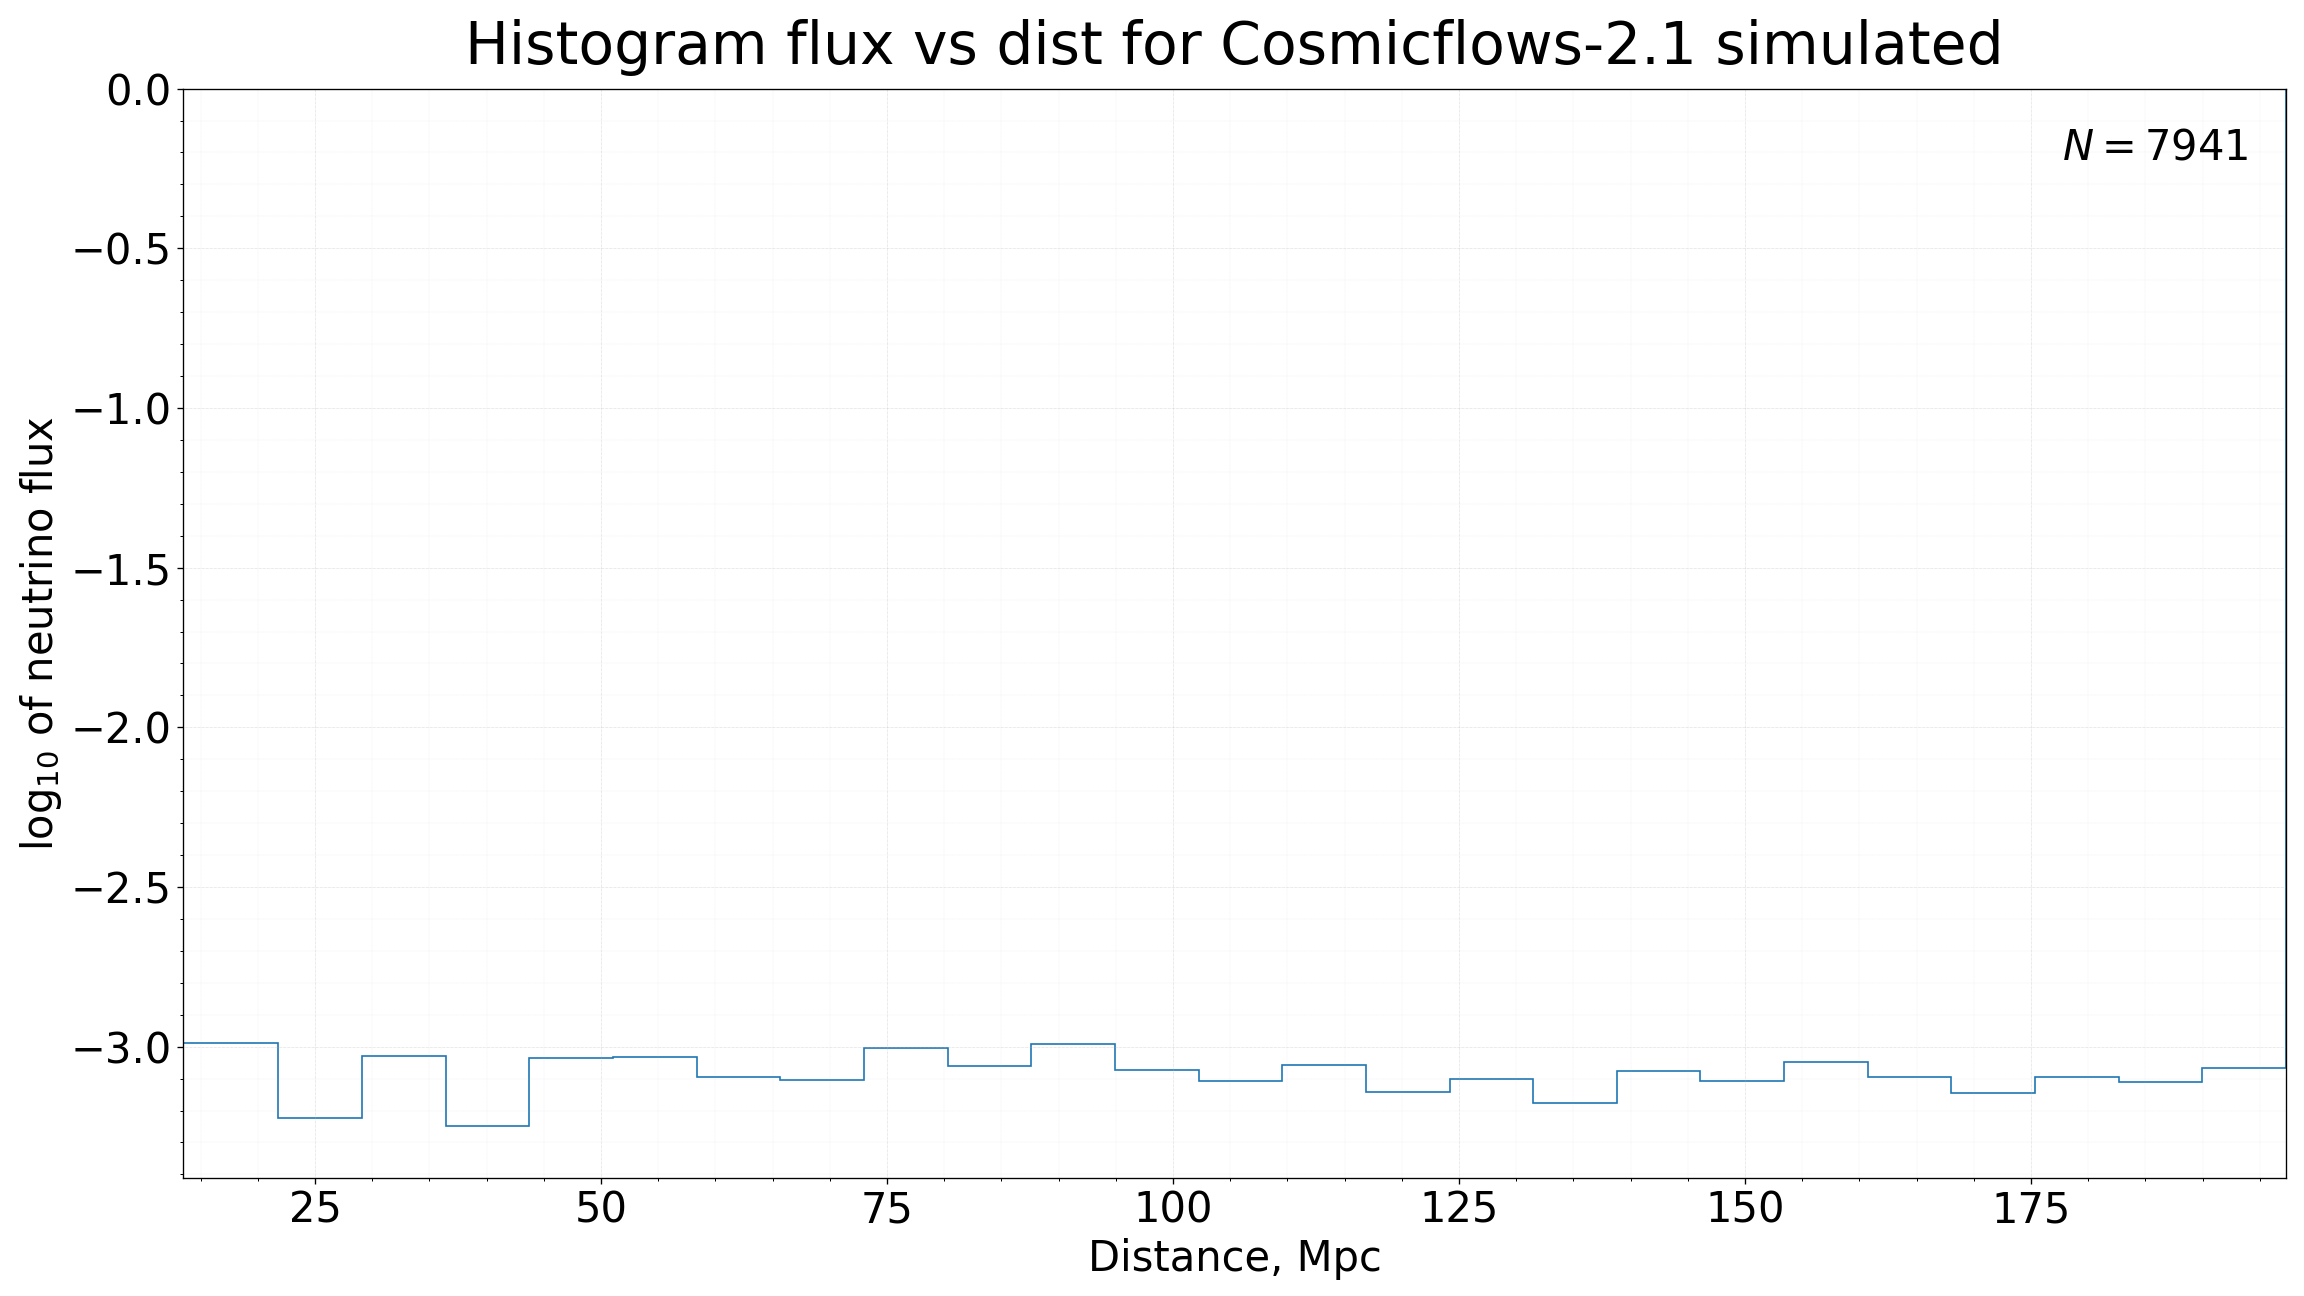 Histogram flux vs dist for Cosmicflows-2.1 simulated
N = 7941
log₁₀ of neutrino flux
0.0
−0.5
−1.0
−1.5
−2.0
−2.5
−3.0
25 50 75 100 125 150 175
Distance, Mpc